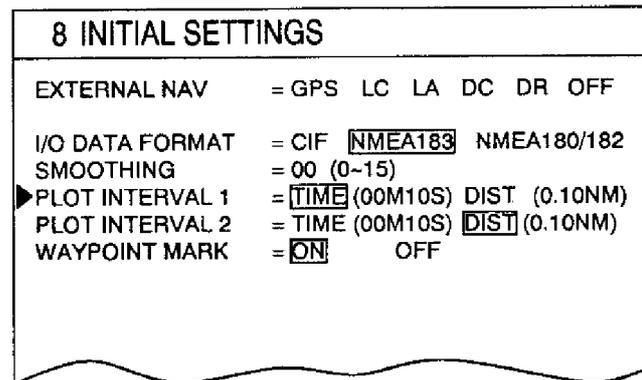 8 INITIAL SETTINGS
EXTERNAL NAV = GPS LC LA DC DR OFF
I/O DATA FORMAT = CIF NMEA183 NMEA180/182
SMOOTHING = 00 (0~15)
▶PLOT INTERVAL 1 = TIME (00M10S) DIST (0.10NM)
PLOT INTERVAL 2 = TIME (00M10S) DIST (0.10NM)
WAYPOINT MARK = ON OFF